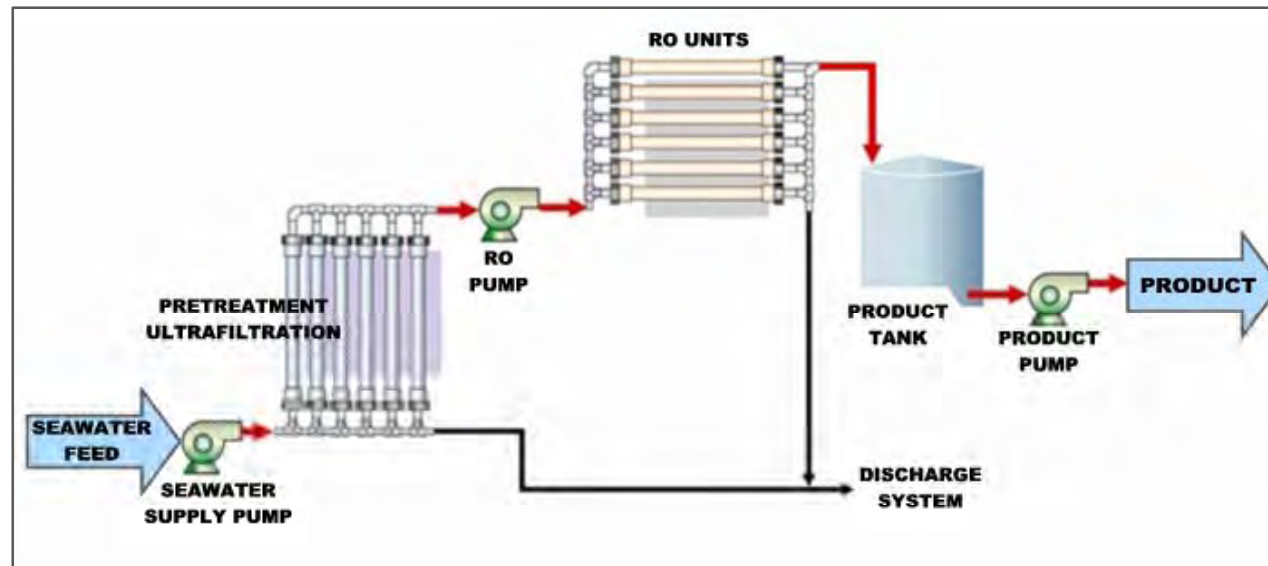 RO UNITS
RO
PUMP
PRETREATMENT
ULTRAFILTRATION
SEAWATER
FEED
SEAWATER
SUPPLY PUMP
PRODUCT
TANK
PRODUCT
PUMP
PRODUCT
DISCHARGE
SYSTEM